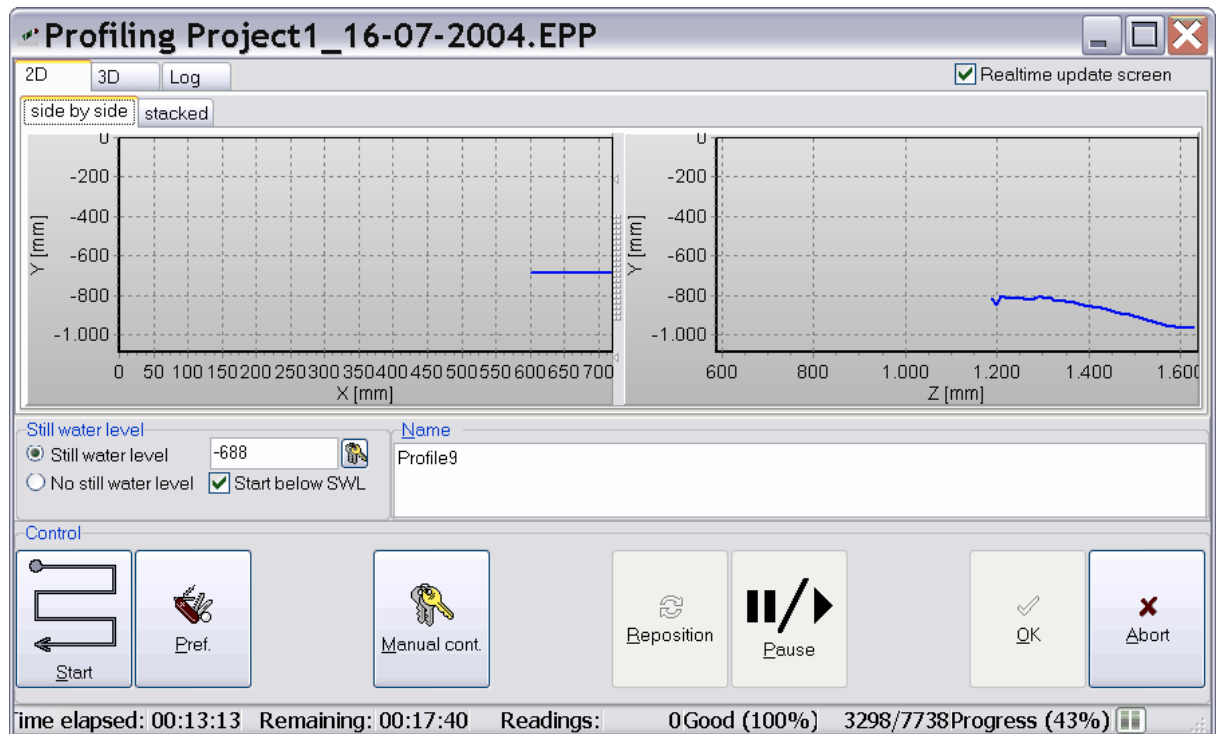 Profiling Project1_16-07-2004.EPP
2D 3D Log Realtime update screen
side by side stacked
0 0
-200 -200
-400 -400
-600 -600
-800 -800
-1.000 -1.000
Y [mm] Y [mm]
0 50 100 150 200 250 300 350 400 450 500 550 600 650 700 600 800 1.000 1.200 1.400 1.600
X [mm] Z [mm]
Still water level Name
Still water level -688 Profile9
No still water level Start below SWL
Control
Start Pref. Manual cont. Reposition Pause OK Abort
Time elapsed: 00:13:13 Remaining: 00:17:40 Readings: 0 Good (100%) 3298/7738 Progress (43%)